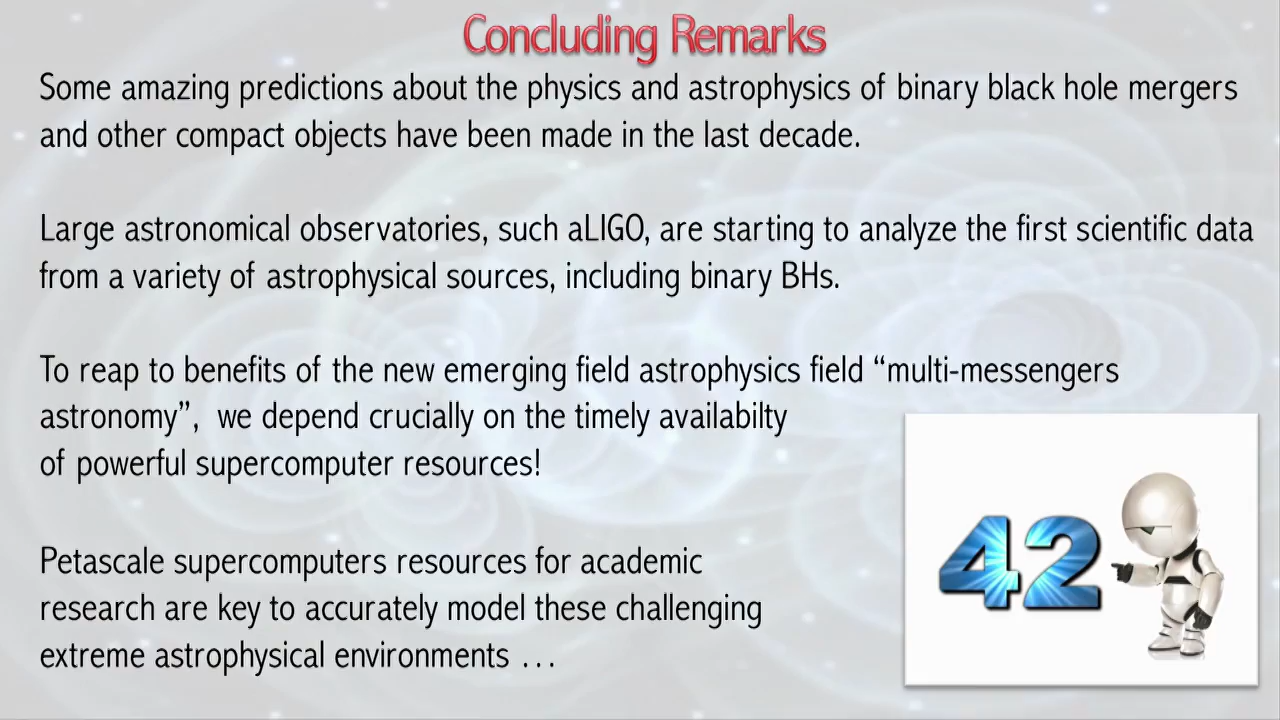 Concluding Remarks
Some amazing predictions about the physics and astrophysics of binary black hole mergers
and other compact objects have been made in the last decade.
Large astronomical observatories, such aLIGO, are starting to analyze the first scientific data
from a variety of astrophysical sources, including binary BHs.
To reap to benefits of the new emerging field astrophysics field “multi-messengers
astronomy”, we depend crucially on the timely availabilty
of powerful supercomputer resources!
Petascale supercomputers resources for academic
research are key to accurately model these challenging
extreme astrophysical environments ...
42